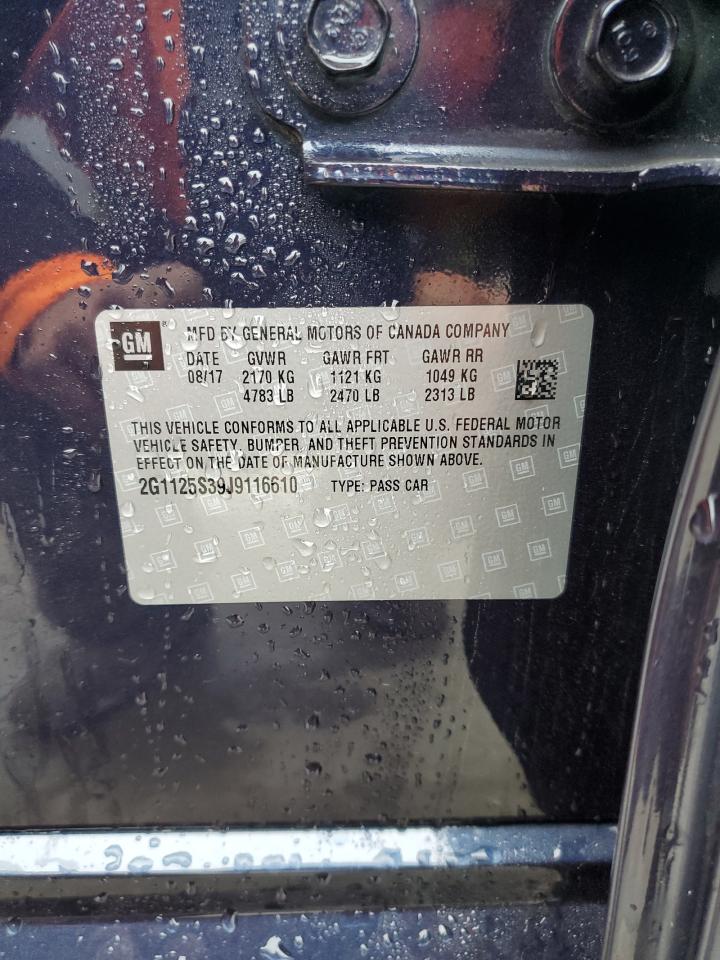 GM ® MFD BY GENERAL MOTORS OF CANADA COMPANY
DATE GVWR GAWR FRT GAWR RR
08/17 2170 KG 1121 KG 1049 KG
4783 LB 2470 LB 2313 LB
THIS VEHICLE CONFORMS TO ALL APPLICABLE U.S. FEDERAL MOTOR
VEHICLE SAFETY, BUMPER, AND THEFT PREVENTION STANDARDS IN
EFFECT ON THE DATE OF MANUFACTURE SHOWN ABOVE.
2G1125S39J9116610 TYPE: PASS CAR